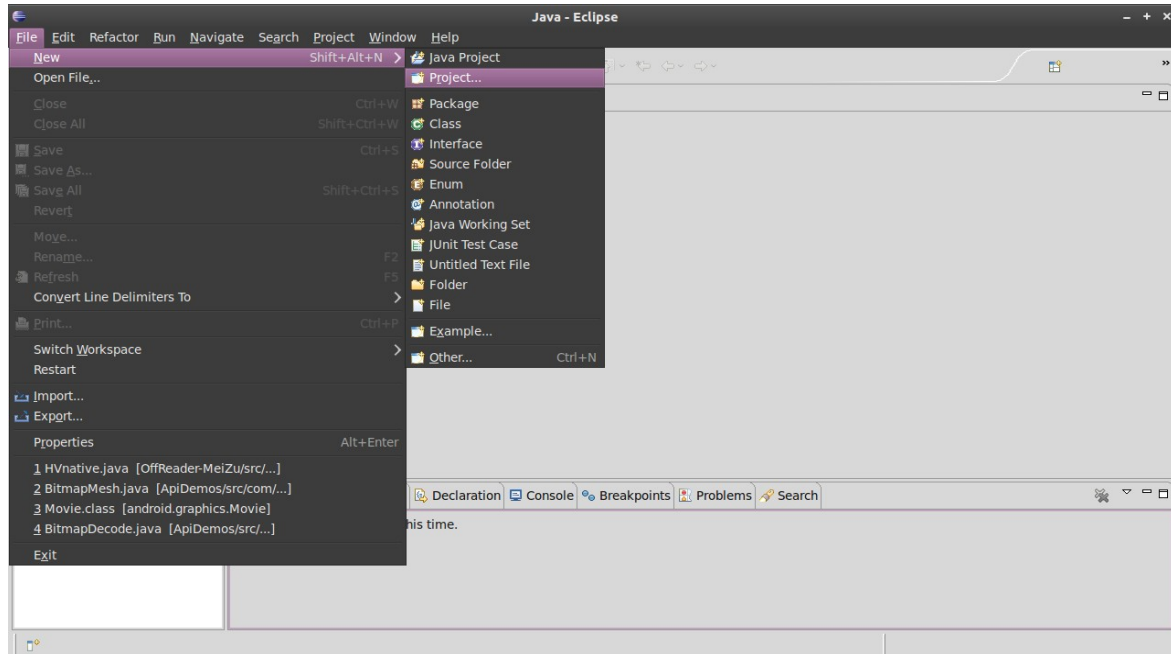 Java - Eclipse
File Edit Refactor Run Navigate Search Project Window Help
New Shift+Alt+N
Open File...
Close Ctrl+W
Close All Shift+Ctrl+W
Save Ctrl+S
Save As...
Save All Shift+Ctrl+S
Revert
Move...
Rename... F2
Refresh F5
Convert Line Delimiters To
Print... Ctrl+P
Switch Workspace
Restart
Import...
Export...
Properties Alt+Enter
1 HVnative.java [OffReader-MeiZu/src/...]
2 BitmapMesh.java [ApiDemos/src/com/...]
3 Movie.class [android.graphics.Movie]
4 BitmapDecode.java [ApiDemos/src/...]
Exit
Java Project
Project...
Package
Class
Interface
Source Folder
Enum
Annotation
Java Working Set
JUnit Test Case
Untitled Text File
Folder
File
Example...
Other... Ctrl+N
Declaration Console Breakpoints Problems Search
his time.